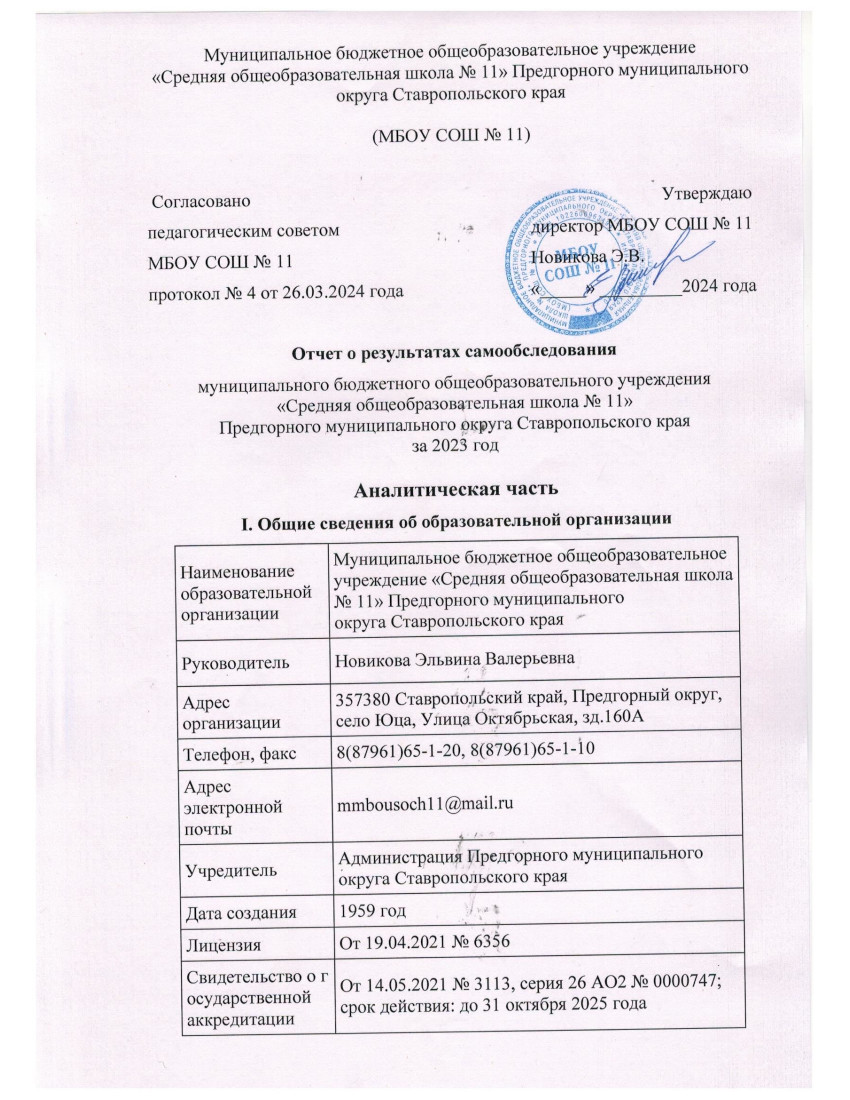 Муниципальное бюджетное общеобразовательное учреждение
«Средняя общеобразовательная школа № 11» Предгорного муниципального
округа Ставропольского края
(МБОУ СОШ № 11)
Согласовано
педагогическим советом
МБОУ СОШ № 11
протокол № 4 от 26.03.2024 года
Утверждаю
директор МБОУ СОШ № 11
Новикова Э.В.
«_____»__________2024 года
МБОУ
СОШ № 11
Отчет о результатах самообследования
муниципального бюджетного общеобразовательного учреждения
«Средняя общеобразовательная школа № 11»
Предгорного муниципального округа Ставропольского края
за 2023 год
Аналитическая часть
I. Общие сведения об образовательной организации
Наименование
образовательной
организации
Муниципальное бюджетное общеобразовательное
учреждение «Средняя общеобразовательная школа
№ 11» Предгорного муниципального
округа Ставропольского края
Руководитель
Новикова Эльвина Валерьевна
Адрес
организации
357380 Ставропольский край, Предгорный округ,
село Юца, Улица Октябрьская, зд.160А
Телефон, факс
8(87961)65-1-20, 8(87961)65-1-10
Адрес
электронной
почты
mmbousoch11@mail.ru
Учредитель
Администрация Предгорного муниципального
округа Ставропольского края
Дата создания
1959 год
Лицензия
От 19.04.2021 № 6356
Свидетельство о г
осударственной
аккредитации
От 14.05.2021 № 3113, серия 26 АО2 № 0000747;
срок действия: до 31 октября 2025 года